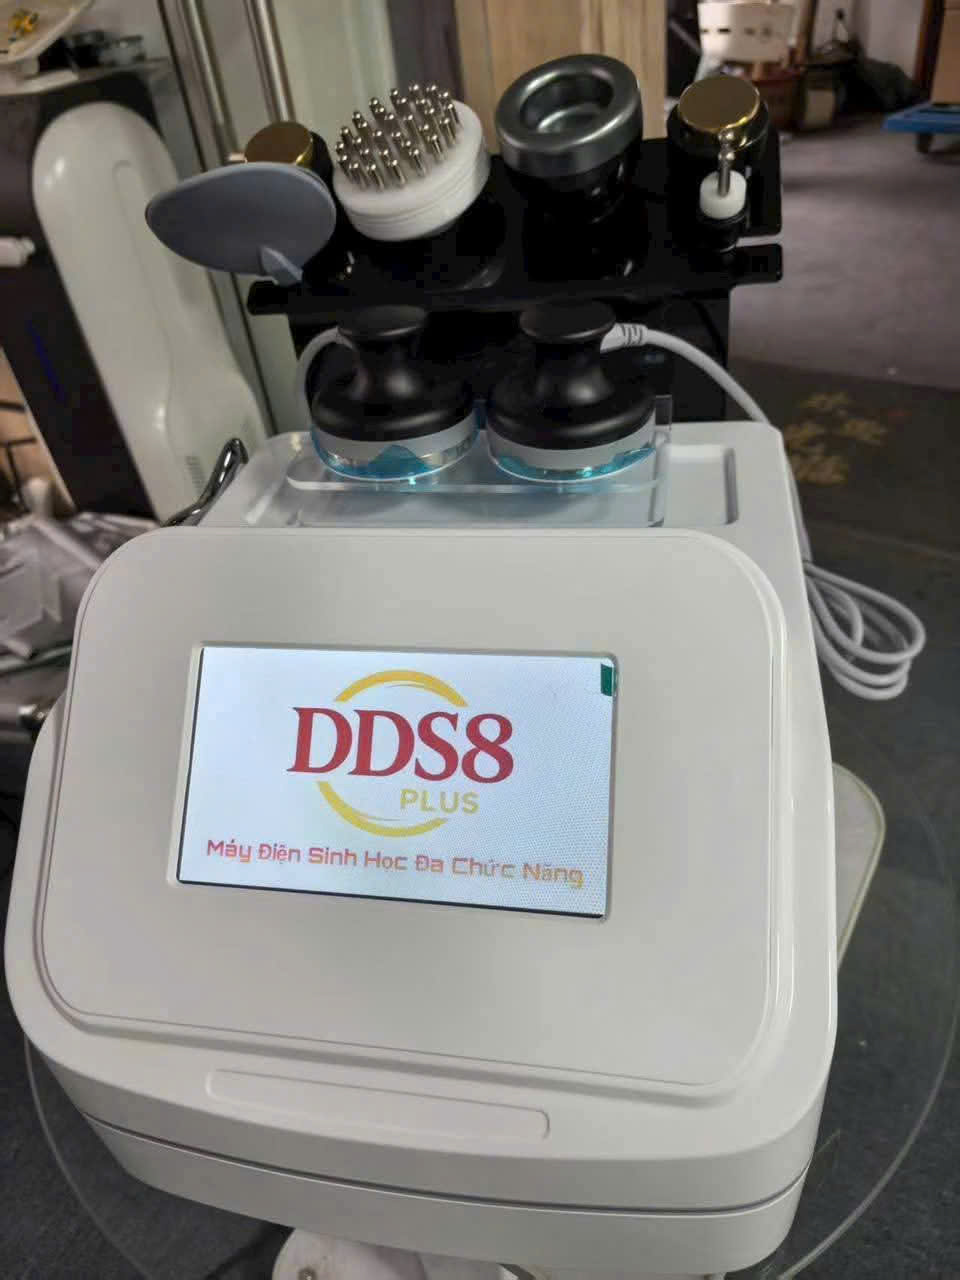 DDS8
PLUS
Máy Điện Sinh Học Đa Chức Năng